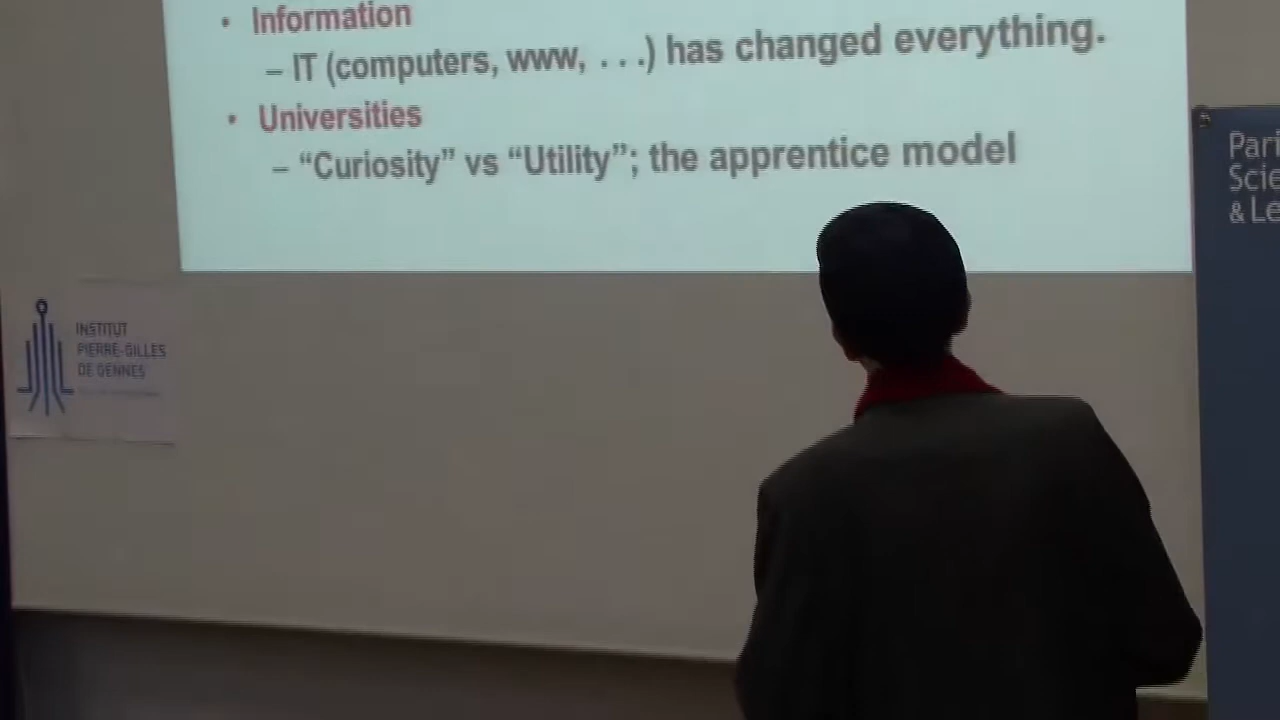 • Information
– IT (computers, www, . . .) has changed everything.
• Universities
– “Curiosity” vs “Utility”; the apprentice model
Pari
Scie
& Le
INSTITUT
PIERRE-GILLES
DE GENNES